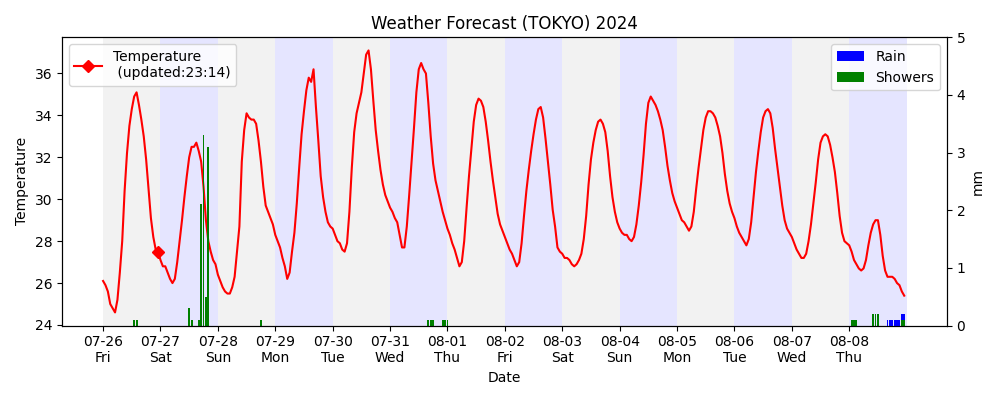 Weather Forecast (TOKYO) 2024
Temperature
(updated:23:14)
Rain
Showers
Temperature
36
34
32
30
28
26
24
5
4
3
2
1
0
mm
07-26 07-27 07-28 07-29 07-30 07-31 08-01 08-02 08-03 08-04 08-05 08-06 08-07 08-08
Fri Sat Sun Mon Tue Wed Thu Fri Sat Sun Mon Tue Wed Thu
Date